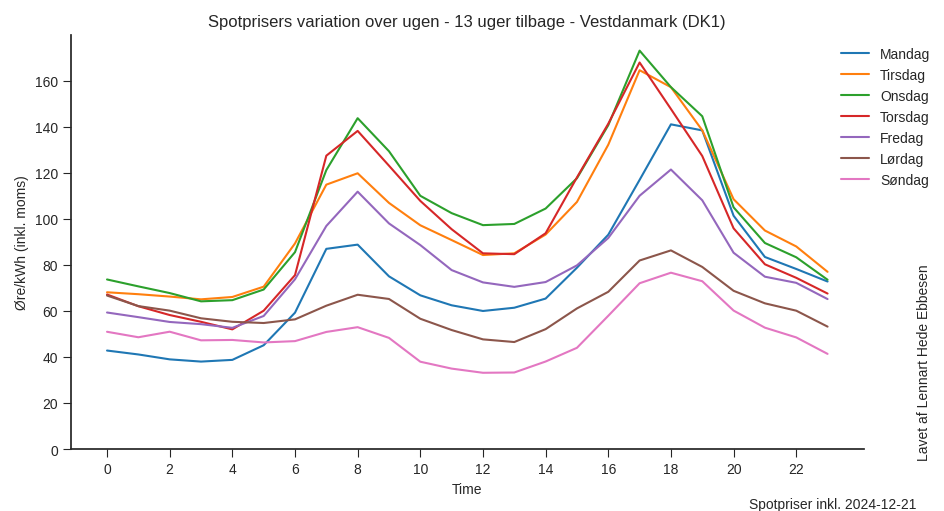 Spotprisers variation over ugen - 13 uger tilbage - Vestdanmark (DK1)
Øre/kWh (inkl. moms)
160
140
120
100
80
60
40
20
0
0 2 4 6 8 10 12 14 16 18 20 22
Time
Mandag
Tirsdag
Onsdag
Torsdag
Fredag
Lørdag
Søndag
Lavet af Lennart Hede Ebbesen
Spotpriser inkl. 2024-12-21